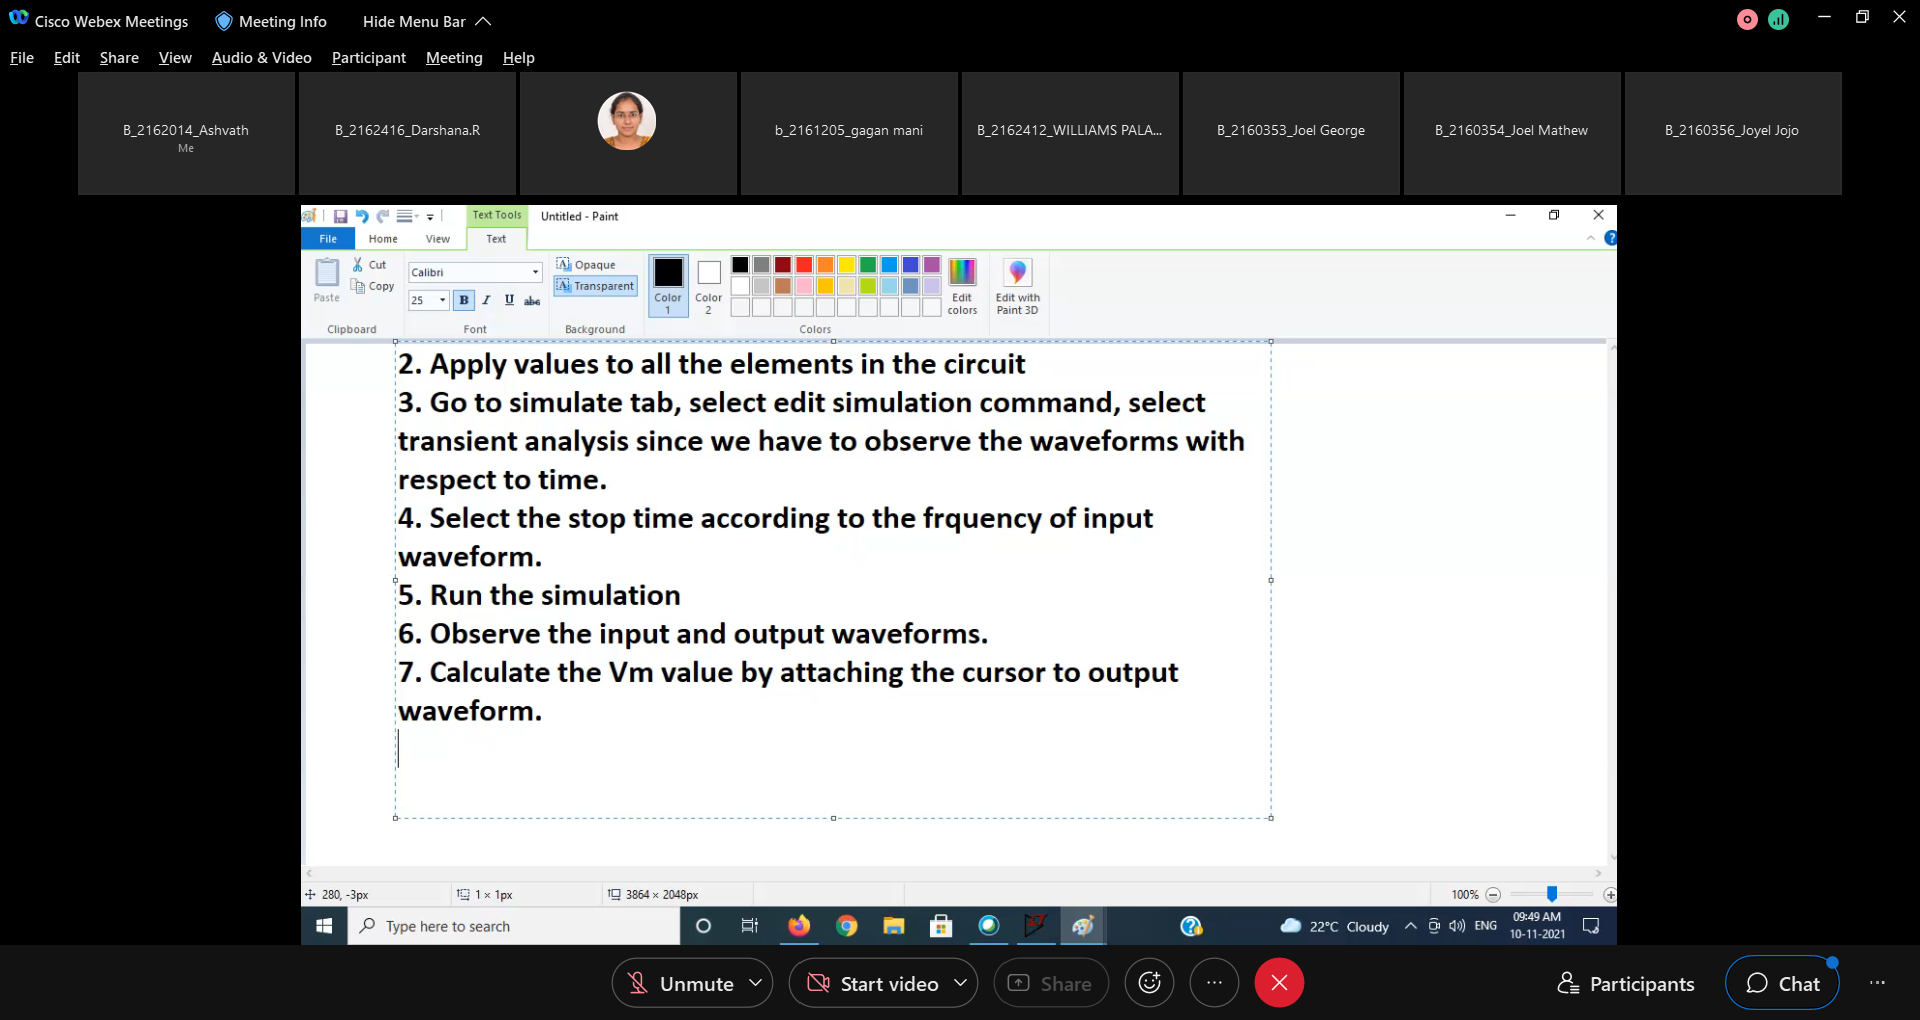 Cisco Webex Meetings Meeting Info Hide Menu Bar
File Edit Share View Audio & Video Participant Meeting Help
B_2162014_Ashvath
Me
B_2162416_Darshana.R
b_2161205_gagan mani
B_2162412_WILLIAMS PALA...
B_2160353_Joel George
B_2160354_Joel Mathew
B_2160356_Joyel Jojo
Text Tools Untitled - Paint
File Home View Text
Paste
Cut
Copy
Clipboard
Calibri
25 B I U abc
Font
Opaque
Transparent
Background
Color 1
Color 2
Edit colors
Colors
Edit with Paint 3D
2. Apply values to all the elements in the circuit
3. Go to simulate tab, select edit simulation command, select
transient analysis since we have to observe the waveforms with
respect to time.
4. Select the stop time according to the frquency of input
waveform.
5. Run the simulation
6. Observe the input and output waveforms.
7. Calculate the Vm value by attaching the cursor to output
waveform.
280, -3px 1 × 1px 3864 × 2048px 100%
Type here to search 22°C Cloudy ENG 09:49 AM
10-11-2021
Unmute Start video Share Participants Chat